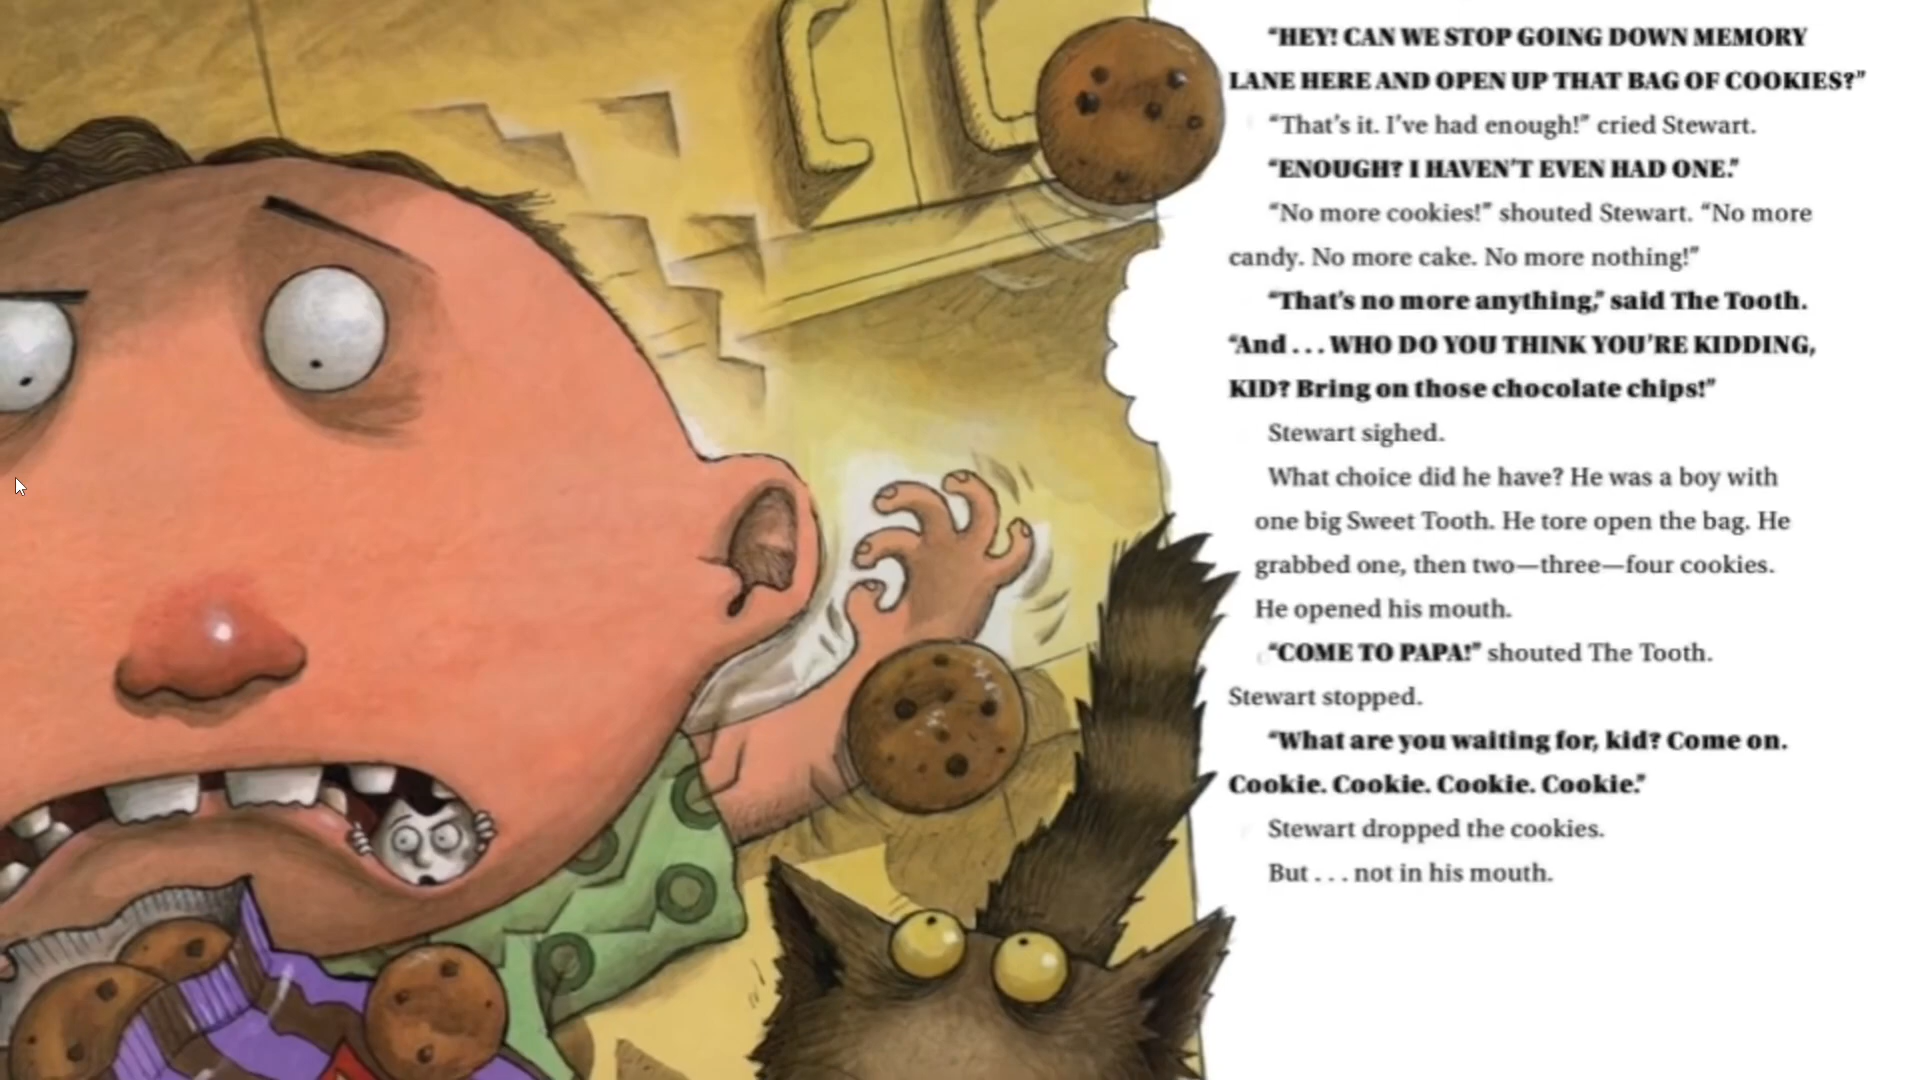 “HEY! CAN WE STOP GOING DOWN MEMORY
LANE HERE AND OPEN UP THAT BAG OF COOKIES?”
“That’s it. I’ve had enough!” cried Stewart.
“ENOUGH? I HAVEN’T EVEN HAD ONE.”
“No more cookies!” shouted Stewart. “No more
candy. No more cake. No more nothing!”
“That’s no more anything,” said The Tooth.
“And . . . WHO DO YOU THINK YOU’RE KIDDING,
KID? Bring on those chocolate chips!”
Stewart sighed.
What choice did he have? He was a boy with
one big Sweet Tooth. He tore open the bag. He
grabbed one, then two—three—four cookies.
He opened his mouth.
“COME TO PAPA!” shouted The Tooth.
Stewart stopped.
“What are you waiting for, kid? Come on.
Cookie. Cookie. Cookie. Cookie.”
Stewart dropped the cookies.
But . . . not in his mouth.